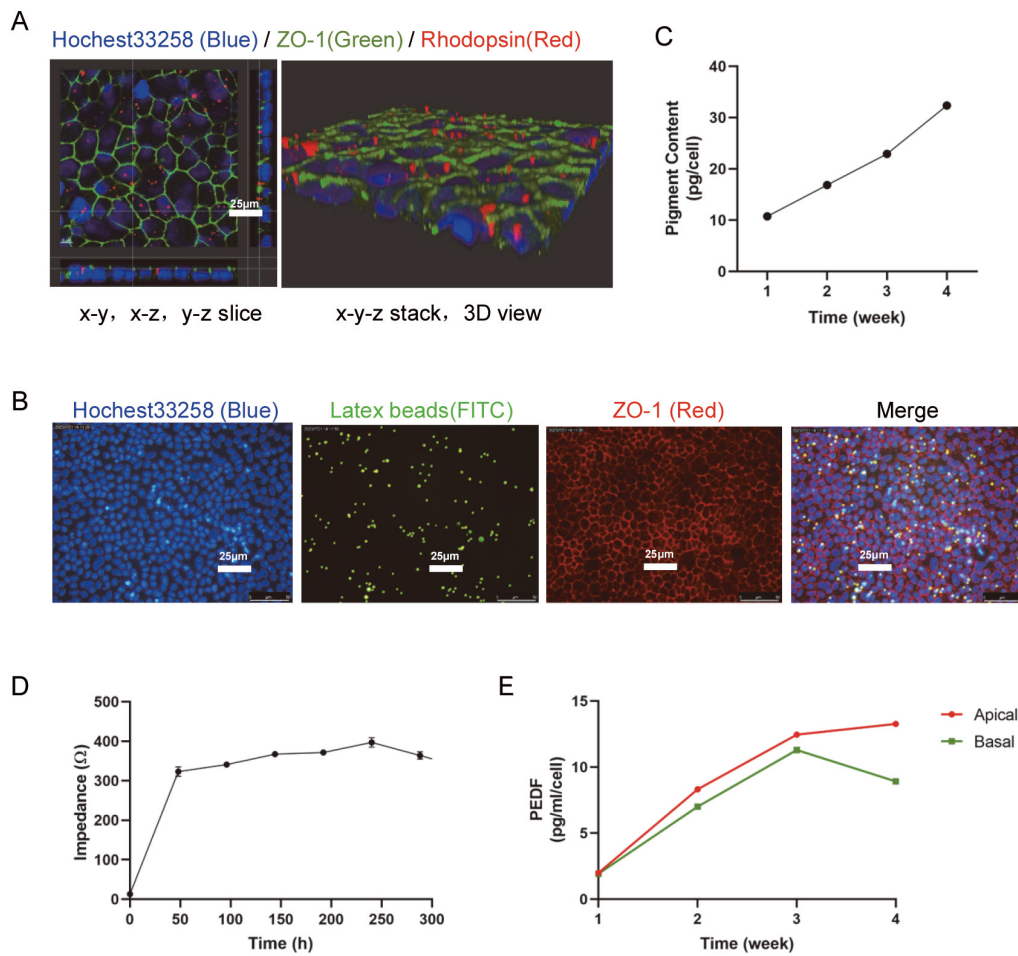 A
Hochest33258 (Blue) / ZO-1(Green) / Rhodopsin(Red)
25μm
x-y，x-z，y-z slice
x-y-z stack，3D view
C
Pigment Content
(pg/cell)
40
30
20
10
0
1 2 3 4
Time (week)
B
Hochest33258 (Blue)
Latex beads(FITC)
ZO-1 (Red)
Merge
25μm
25μm
25μm
25μm
D
Impedance (Ω)
500
400
300
200
100
0
0 50 100 150 200 250 300
Time (h)
E
PEDF
(pg/ml/cell)
15
10
5
0
1 2 3 4
Time (week)
Apical
Basal